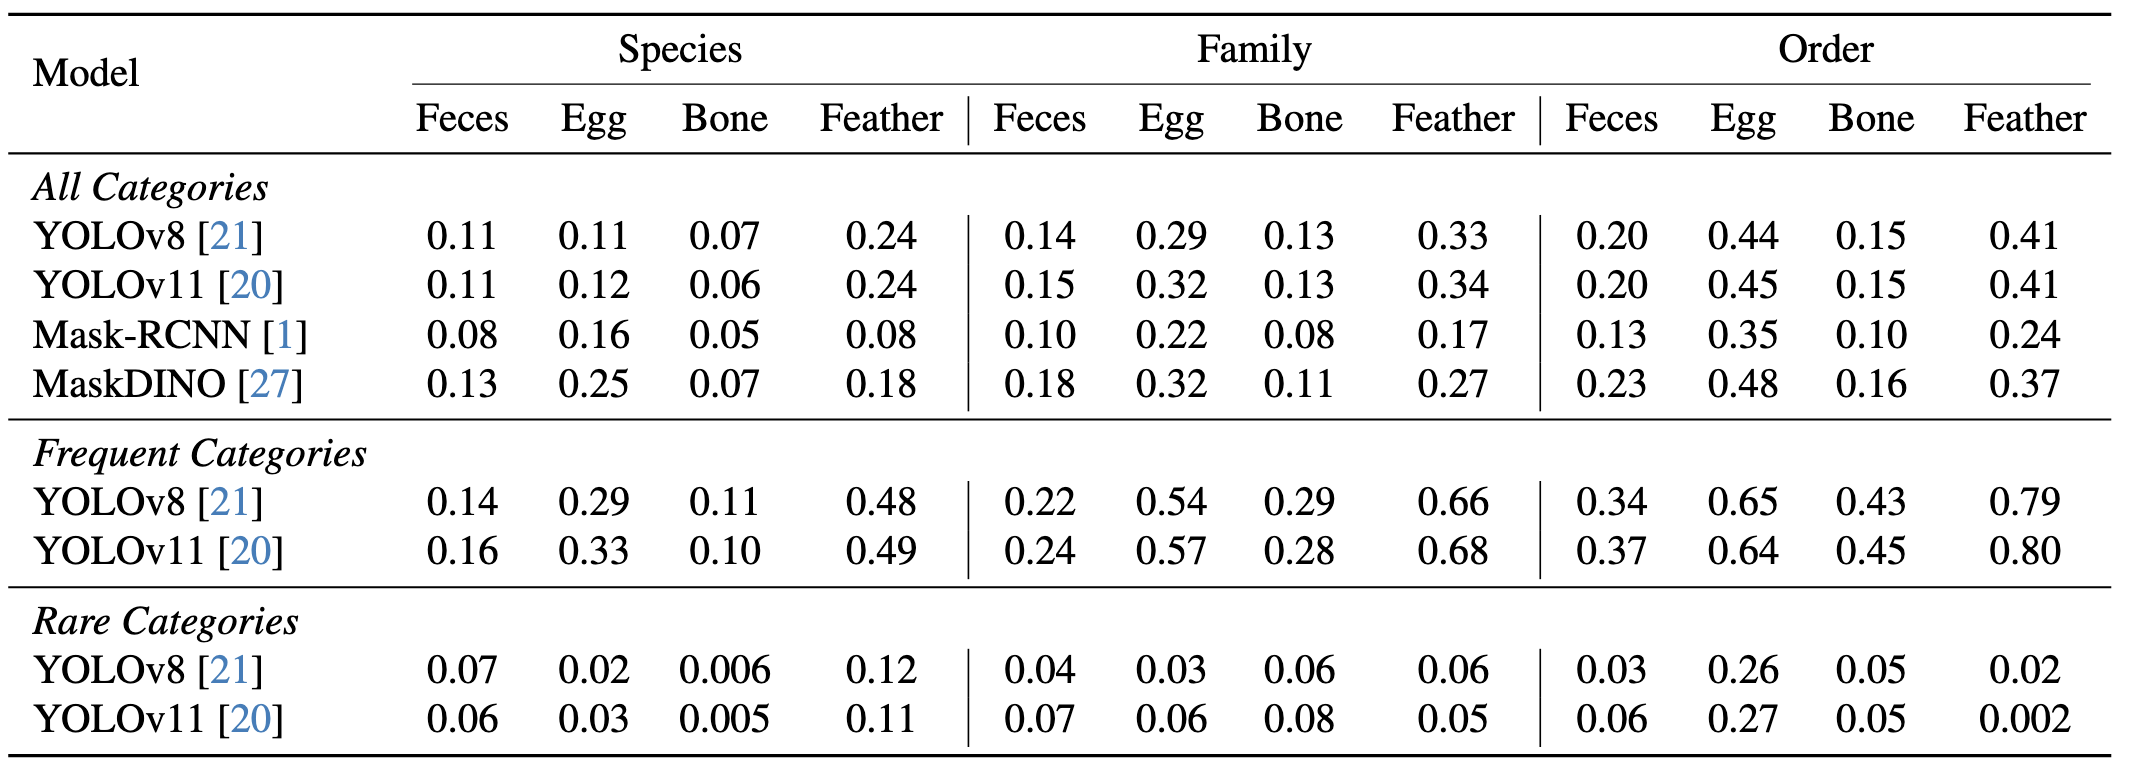 Model Species Family Order
Feces Egg Bone Feather Feces Egg Bone Feather Feces Egg Bone Feather
All Categories
YOLOv8 [21] 0.11 0.11 0.07 0.24 0.14 0.29 0.13 0.33 0.20 0.44 0.15 0.41
YOLOv11 [20] 0.11 0.12 0.06 0.24 0.15 0.32 0.13 0.34 0.20 0.45 0.15 0.41
Mask-RCNN [1] 0.08 0.16 0.05 0.08 0.10 0.22 0.08 0.17 0.13 0.35 0.10 0.24
MaskDINO [27] 0.13 0.25 0.07 0.18 0.18 0.32 0.11 0.27 0.23 0.48 0.16 0.37
Frequent Categories
YOLOv8 [21] 0.14 0.29 0.11 0.48 0.22 0.54 0.29 0.66 0.34 0.65 0.43 0.79
YOLOv11 [20] 0.16 0.33 0.10 0.49 0.24 0.57 0.28 0.68 0.37 0.64 0.45 0.80
Rare Categories
YOLOv8 [21] 0.07 0.02 0.006 0.12 0.04 0.03 0.06 0.06 0.03 0.26 0.05 0.02
YOLOv11 [20] 0.06 0.03 0.005 0.11 0.07 0.06 0.08 0.05 0.06 0.27 0.05 0.002